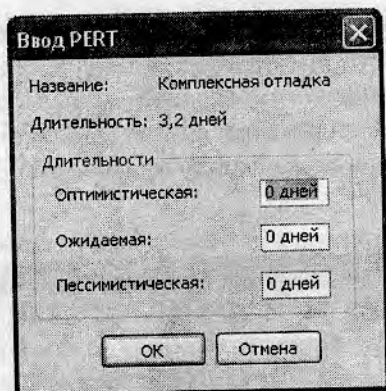 Ввод PERT
Название: Комплексная отладка
Длительность: 3,2 дней
Длительности
Оптимистическая: 0 дней
Ожидаемая: 0 дней
Пессимистическая: 0 дней
ОК Отмена